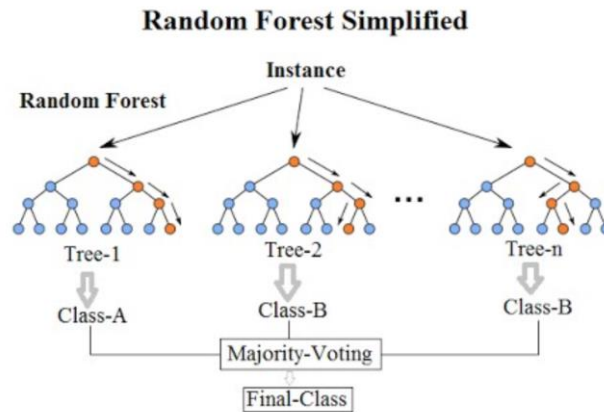 Random Forest Simplified
Instance
Random Forest
...
Tree-1 Tree-2 Tree-n
Class-A Class-B Class-B
Majority-Voting
Final-Class